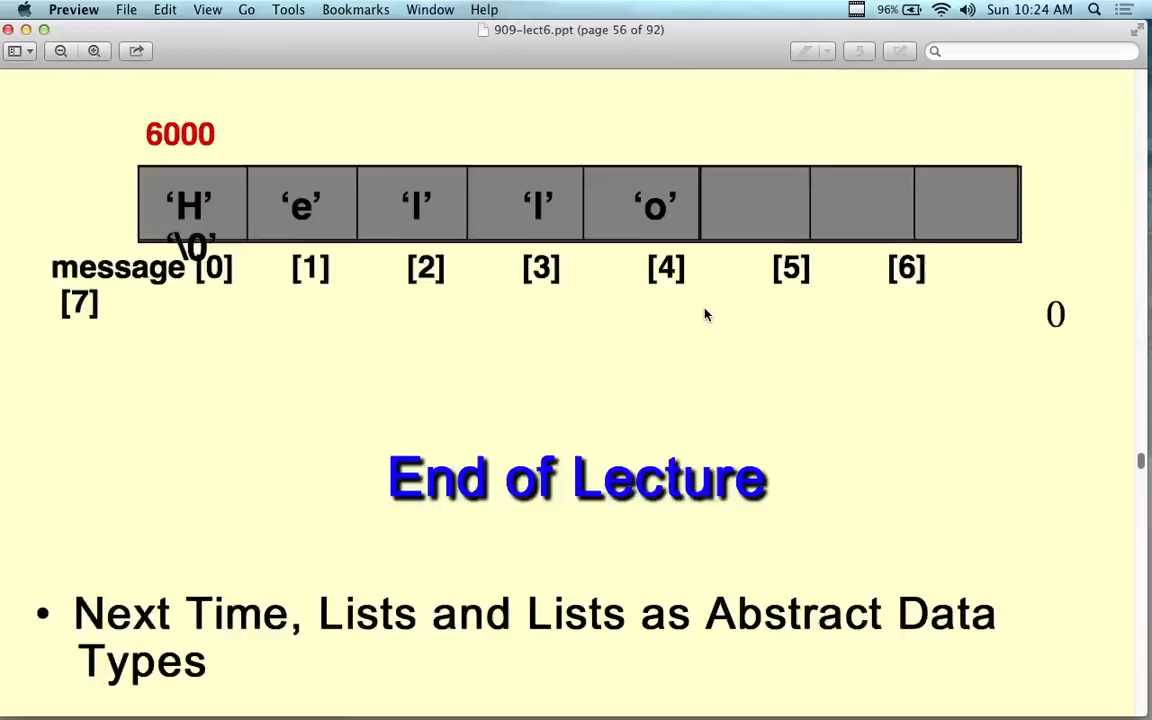 Preview File Edit View Go Tools Bookmarks Window Help 96% Sun 10:24 AM
909-lect6.ppt (page 56 of 92)
6000
‘H’ ‘e’ ‘l’ ‘l’ ‘o’
‘\0’
message [0] [1] [2] [3] [4] [5] [6]
[7]
0
End of Lecture
• Next Time, Lists and Lists as Abstract Data
Types